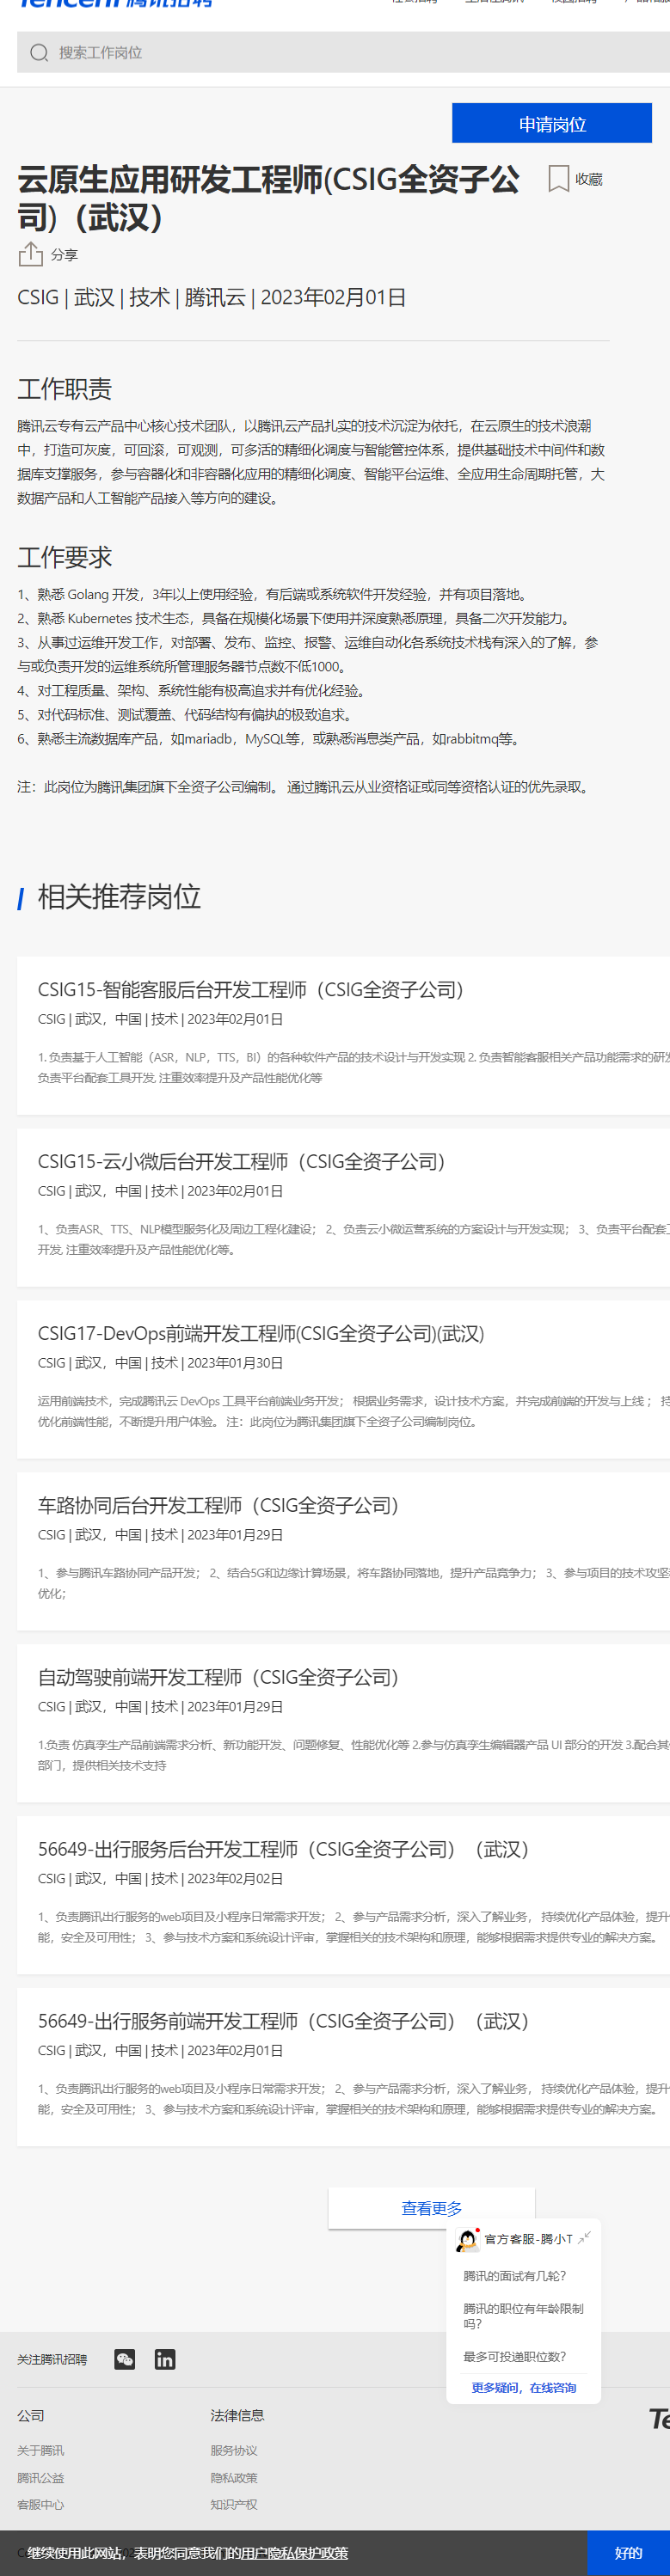 Tencent 腾讯招聘
搜索工作岗位
申请岗位
云原生应用研发工程师(CSIG全资子公
司)（武汉）
收藏
分享
CSIG | 武汉 | 技术 | 腾讯云 | 2023年02月01日
工作职责
腾讯云专有云产品中心核心技术团队，以腾讯云产品扎实的技术沉淀为依托，在云原生的技术浪潮
中，打造可灰度，可回滚，可观测，可多活的精细化调度与智能管控体系，提供基础技术中间件和数
据库支撑服务，参与容器化和非容器化应用的精细化调度、智能平台运维、全应用生命周期托管，大
数据产品和人工智能产品接入等方向的建设。
工作要求
1、熟悉 Golang 开发，3年以上使用经验，有后端或系统软件开发经验，并有项目落地。
2、熟悉 Kubernetes 技术生态，具备在规模化场景下使用并深度熟悉原理，具备二次开发能力。
3、从事过运维开发工作，对部署、发布、监控、报警、运维自动化各系统技术栈有深入的了解，参
与或负责开发的运维系统所管理服务器节点数不低1000。
4、对工程质量、架构、系统性能有极高追求并有优化经验。
5、对代码标准、测试覆盖、代码结构有偏执的极致追求。
6、熟悉主流数据库产品，如mariadb，MySQL等，或熟悉消息类产品，如rabbitmq等。
注：此岗位为腾讯集团旗下全资子公司编制。 通过腾讯云从业资格证或同等资格认证的优先录取。
相关推荐岗位
CSIG15-智能客服后台开发工程师（CSIG全资子公司）
CSIG | 武汉，中国 | 技术 | 2023年02月01日
1. 负责基于人工智能（ASR，NLP，TTS，BI）的各种软件产品的技术设计与开发实现 2. 负责智能客服相关产品功能需求的研发
负责平台配套工具开发, 注重效率提升及产品性能优化等
CSIG15-云小微后台开发工程师（CSIG全资子公司）
CSIG | 武汉，中国 | 技术 | 2023年02月01日
1、负责ASR、TTS、NLP模型服务化及周边工程化建设； 2、负责云小微运营系统的方案设计与开发实现； 3、负责平台配套工
开发, 注重效率提升及产品性能优化等。
CSIG17-DevOps前端开发工程师(CSIG全资子公司)(武汉)
CSIG | 武汉，中国 | 技术 | 2023年01月30日
运用前端技术，完成腾讯云 DevOps 工具平台前端业务开发； 根据业务需求，设计技术方案，并完成前端的开发与上线 ； 持
优化前端性能，不断提升用户体验。 注：此岗位为腾讯集团旗下全资子公司编制岗位。
车路协同后台开发工程师（CSIG全资子公司）
CSIG | 武汉，中国 | 技术 | 2023年01月29日
1、参与腾讯车路协同产品开发； 2、结合5G和边缘计算场景，将车路协同落地，提升产品竞争力； 3、参与项目的技术攻坚
优化；
自动驾驶前端开发工程师（CSIG全资子公司）
CSIG | 武汉，中国 | 技术 | 2023年01月29日
1.负责 仿真孪生产品前端需求分析、新功能开发、问题修复、性能优化等 2.参与仿真孪生编辑器产品 UI 部分的开发 3.配合其
部门，提供相关技术支持
56649-出行服务后台开发工程师（CSIG全资子公司）（武汉）
CSIG | 武汉，中国 | 技术 | 2023年02月02日
1、负责腾讯出行服务的web项目及小程序日常需求开发； 2、参与产品需求分析，深入了解业务， 持续优化产品体验，提升
能，安全及可用性； 3、参与技术方案和系统设计评审，掌握相关的技术架构和原理，能够根据需求提供专业的解决方案。
56649-出行服务前端开发工程师（CSIG全资子公司）（武汉）
CSIG | 武汉，中国 | 技术 | 2023年02月01日
1、负责腾讯出行服务的web项目及小程序日常需求开发； 2、参与产品需求分析，深入了解业务， 持续优化产品体验，提升
能，安全及可用性； 3、参与技术方案和系统设计评审，掌握相关的技术架构和原理，能够根据需求提供专业的解决方案。
查看更多
官方客服-腾小T
腾讯的面试有几轮？
腾讯的职位有年龄限制
吗？
最多可投递职位数？
更多疑问，在线咨询
关注腾讯招聘
公司
法律信息
Te
关于腾讯
服务协议
腾讯公益
隐私政策
客服中心
知识产权
继续使用此网站，表明您同意我们的用户隐私保护政策
好的